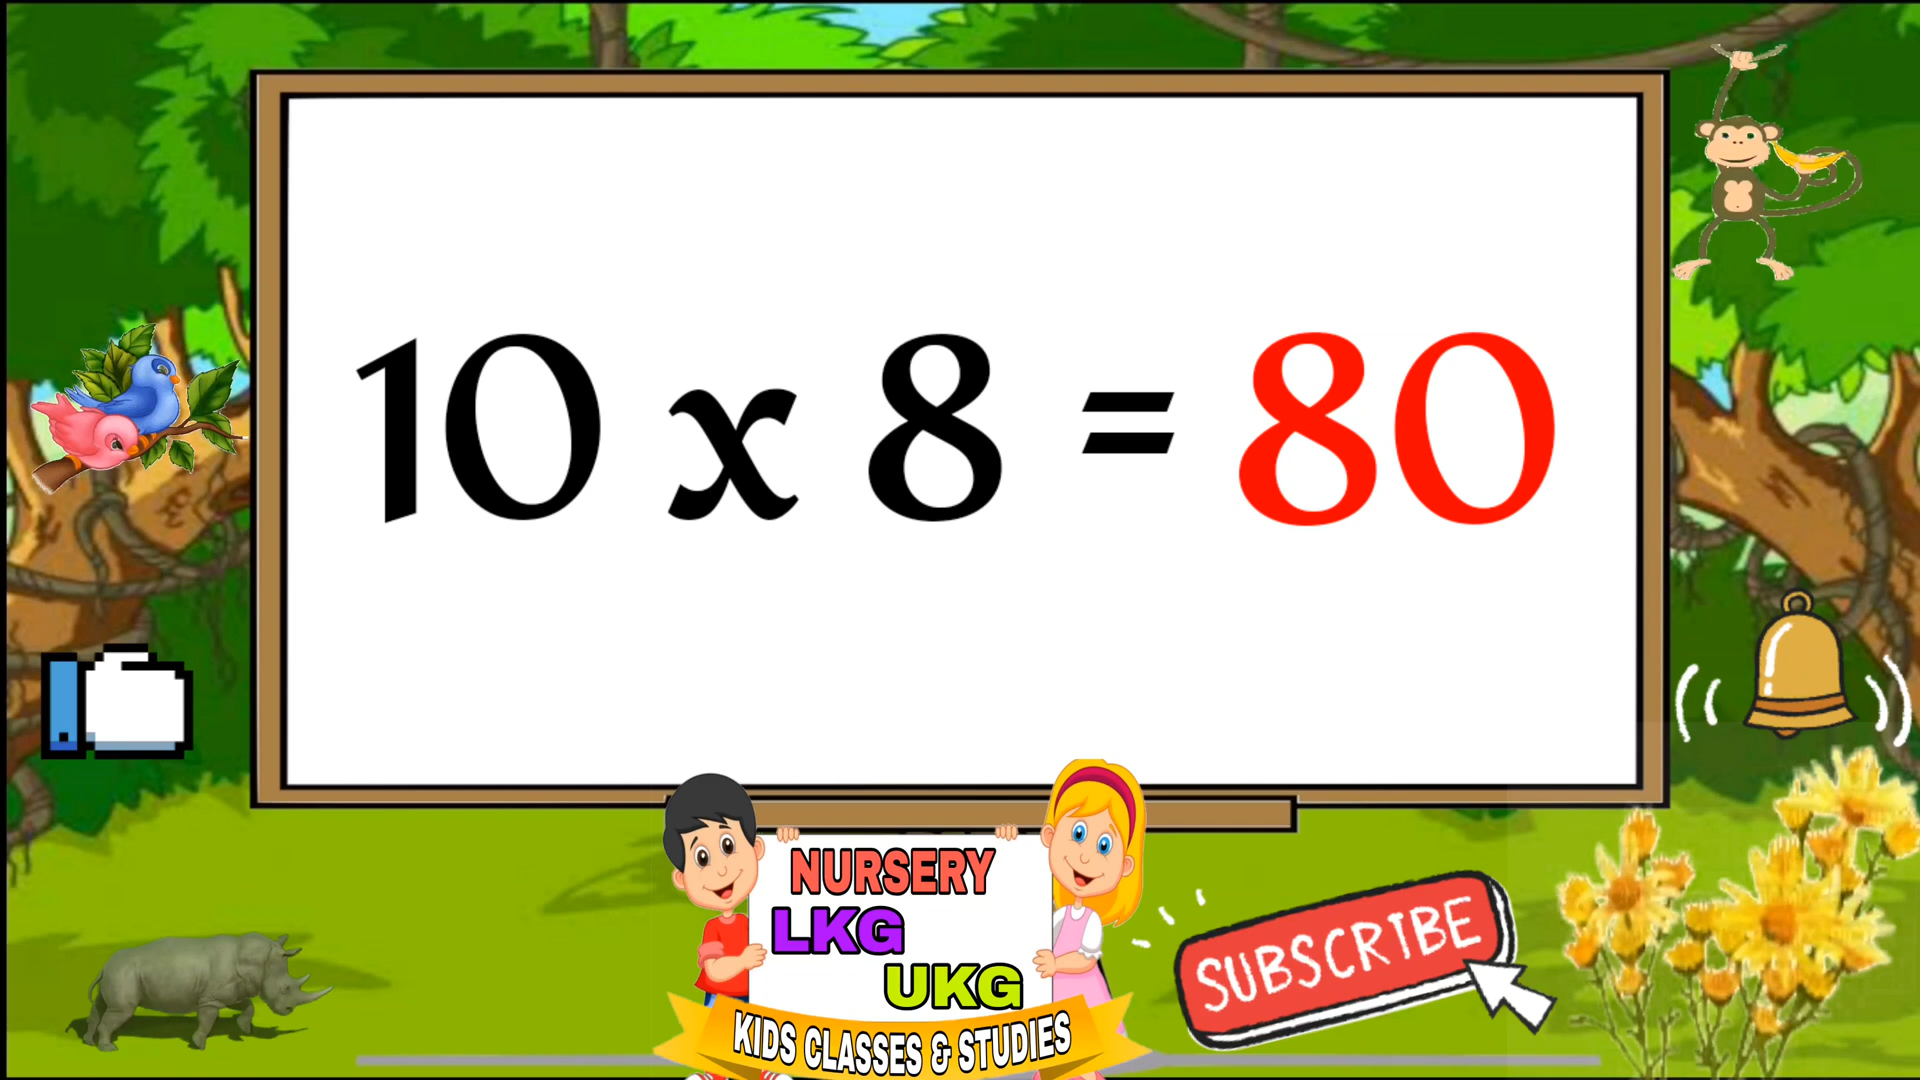 10 x 8 = 80
NURSERY
LKG
UKG
KIDS CLASSES & STUDIES
SUBSCRIBE